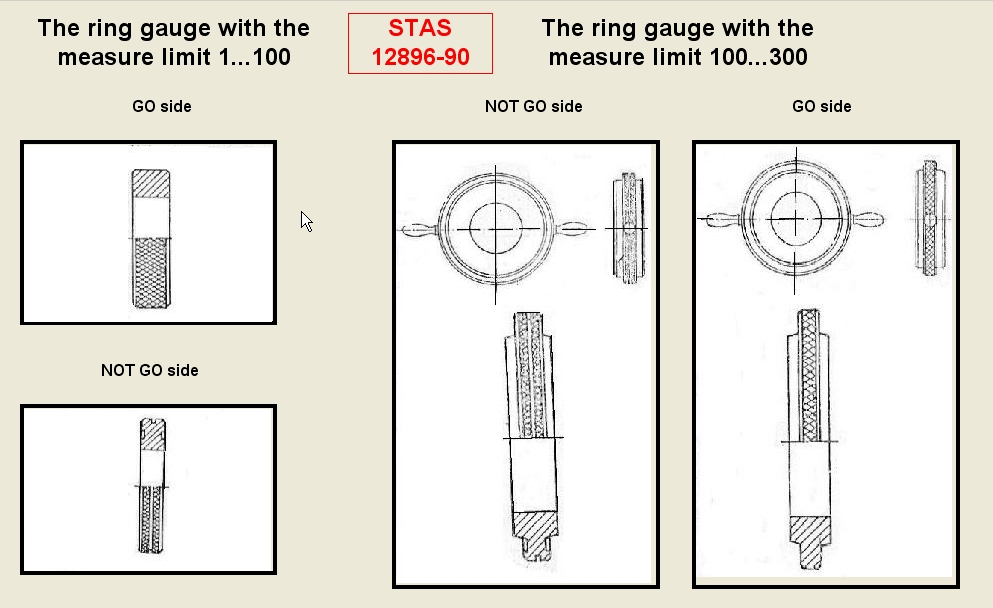 The ring gauge with the
measure limit 1...100
STAS
12896-90
The ring gauge with the
measure limit 100...300
GO side
NOT GO side
GO side
NOT GO side